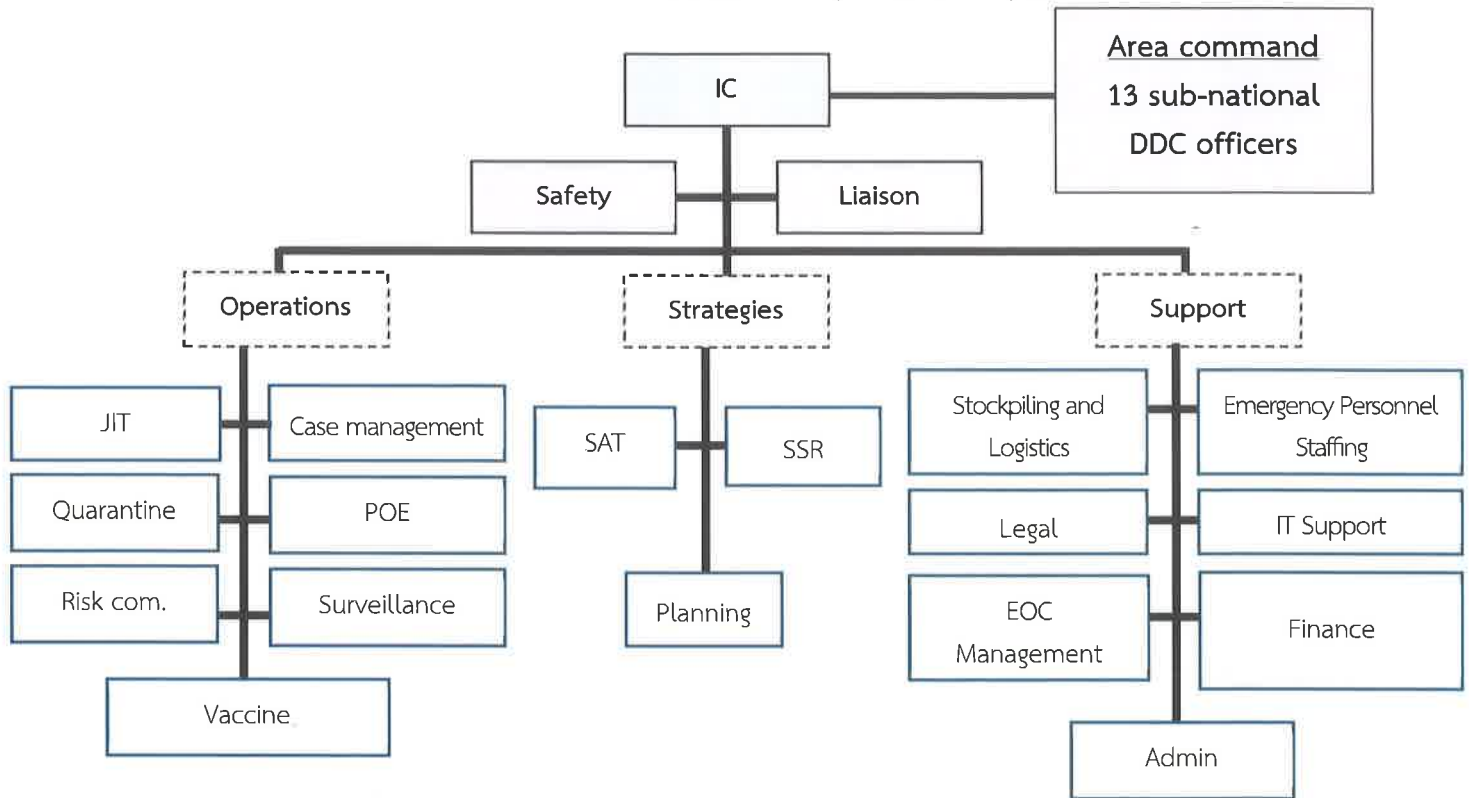 Area command
13 sub-national
DDC officers
IC
Safety
Liaison
Operations
Strategies
Support
JIT
Case management
Quarantine
POE
Risk com.
Surveillance
Vaccine
SAT
SSR
Planning
Stockpiling and
Logistics
Emergency Personnel
Staffing
Legal
IT Support
EOC
Management
Finance
Admin